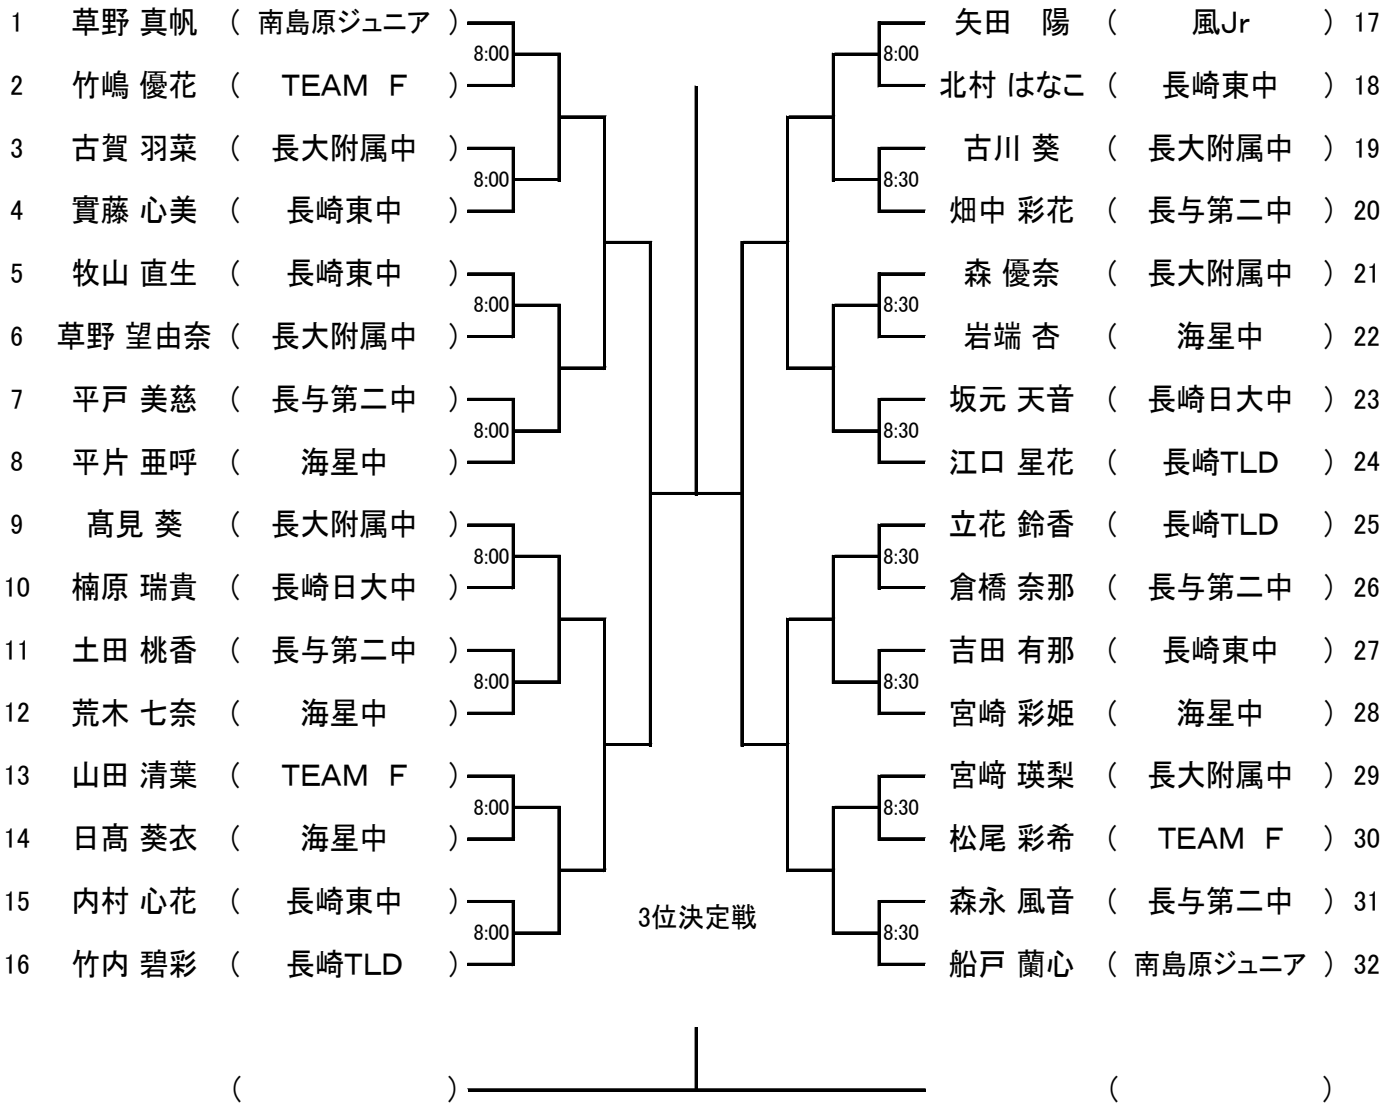 1 草野 真帆 ( 南島原ジュニア )
8:00
2 竹嶋 優花 ( TEAM F )
3 古賀 羽菜 ( 長大附属中 )
8:00
4 實藤 心美 ( 長崎東中 )
5 牧山 直生 ( 長崎東中 )
8:00
6 草野 望由奈 ( 長大附属中 )
7 平戸 美慈 ( 長与第二中 )
8:00
8 平片 亜呼 ( 海星中 )
9 髙見 葵 ( 長大附属中 )
8:00
10 楠原 瑞貴 ( 長崎日大中 )
11 土田 桃香 ( 長与第二中 )
8:00
12 荒木 七奈 ( 海星中 )
13 山田 清葉 ( TEAM F )
8:00
14 日髙 葵衣 ( 海星中 )
15 内村 心花 ( 長崎東中 )
8:00
16 竹内 碧彩 ( 長崎TLD )
矢田 陽 ( 風Jr ) 17
8:00
北村 はなこ ( 長崎東中 ) 18
古川 葵 ( 長大附属中 ) 19
8:30
畑中 彩花 ( 長与第二中 ) 20
森 優奈 ( 長大附属中 ) 21
8:30
岩端 杏 ( 海星中 ) 22
坂元 天音 ( 長崎日大中 ) 23
8:30
江口 星花 ( 長崎TLD ) 24
立花 鈴香 ( 長崎TLD ) 25
8:30
倉橋 奈那 ( 長与第二中 ) 26
吉田 有那 ( 長崎東中 ) 27
8:30
宮崎 彩姫 ( 海星中 ) 28
宮﨑 瑛梨 ( 長大附属中 ) 29
8:30
松尾 彩希 ( TEAM F ) 30
森永 風音 ( 長与第二中 ) 31
8:30
船戸 蘭心 ( 南島原ジュニア ) 32
3位決定戦
( ) ( )